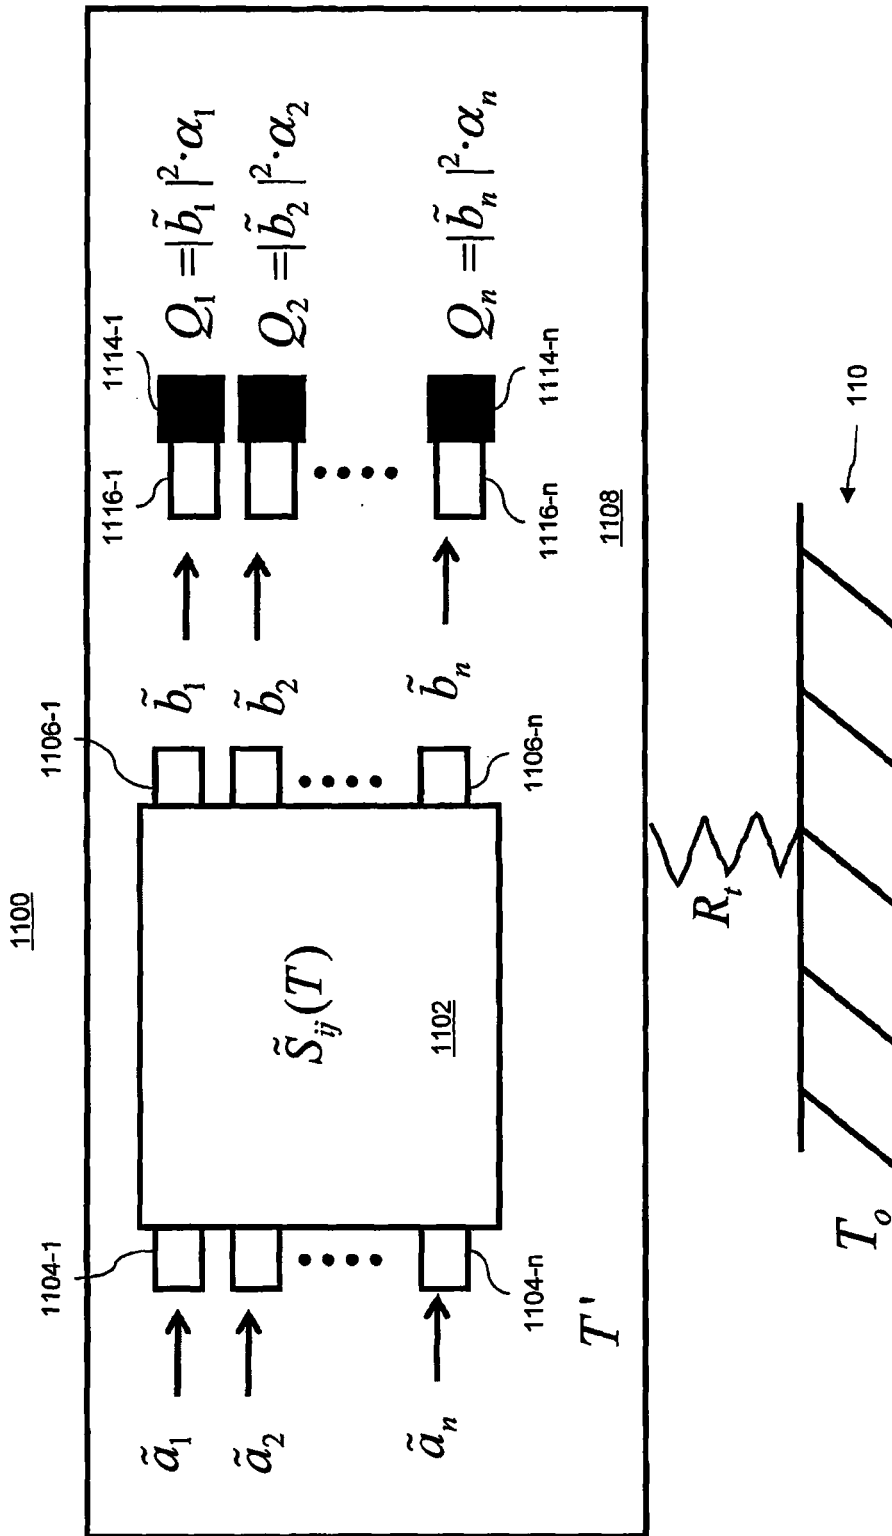 1100
1104-1
1106-1
1116-1
1114-1
ã₁
ã₂
ãₙ
S̃ᵢⱼ(T)
1102
b̃₁
b̃₂
b̃ₙ
Q₁ =|b̃₁|²·α₁
Q₂ =|b̃₂|²·α₂
Qₙ =|b̃ₙ|²·αₙ
1104-n
1106-n
1116-n
1114-n
T'
1108
Rₜ
110
Tₒ